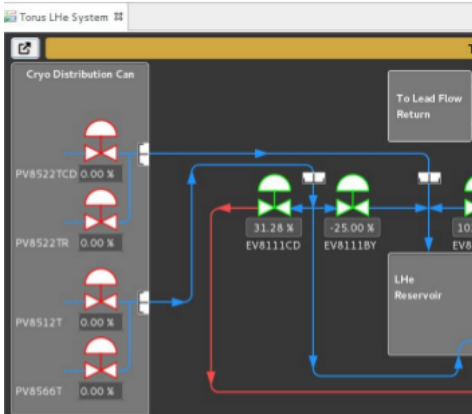 Torus LHe System
Cryo Distribution Can
To Lead Flow
Return
PV8522TCD 0.00 %
PV8522TR 0.00 %
31.28 %
-25.00 %
EV8111CD
EV8111BY
LHe
Reservoir
PV8512T 0.00 %
PV8566T 0.00 %